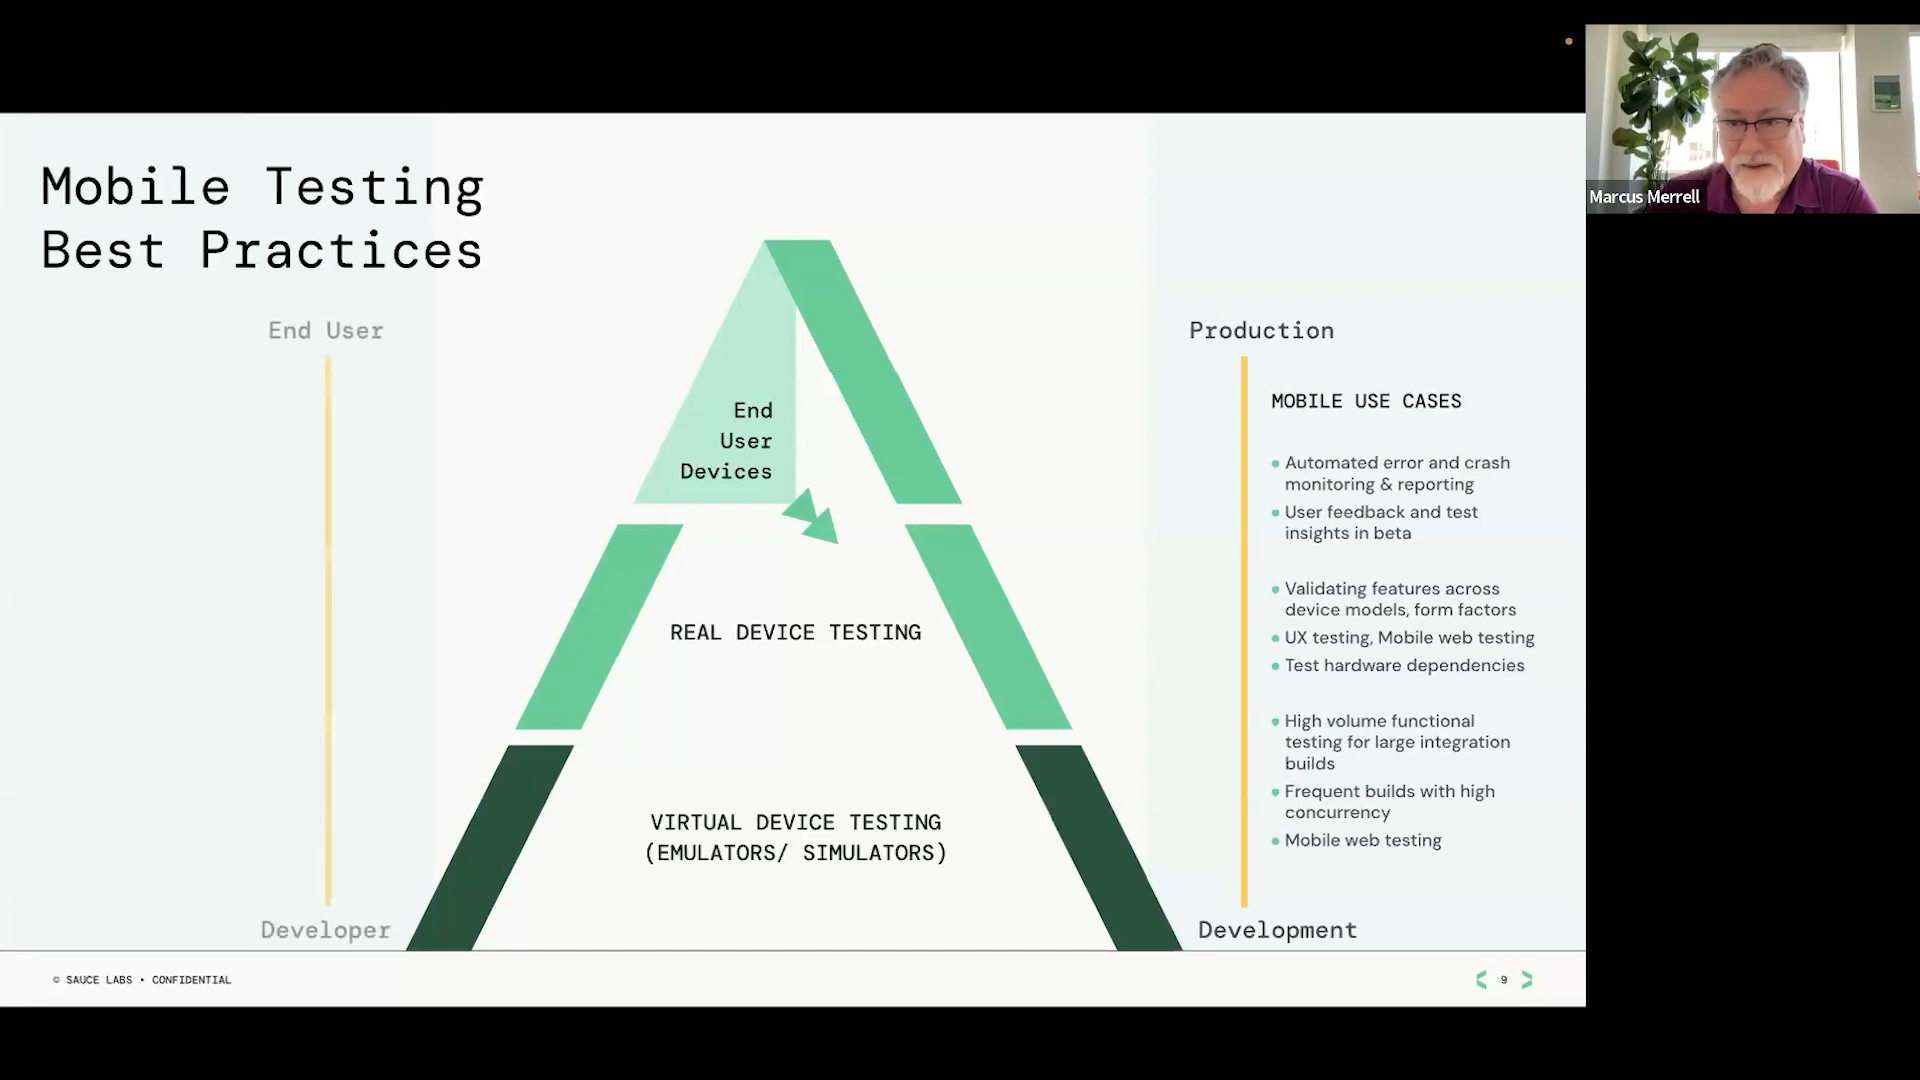 Marcus Merrell
Mobile Testing
Best Practices
End User
Developer
End
User
Devices
REAL DEVICE TESTING
VIRTUAL DEVICE TESTING
(EMULATORS/ SIMULATORS)
Production
MOBILE USE CASES
• Automated error and crash
monitoring & reporting
• User feedback and test
insights in beta
• Validating features across
device models, form factors
• UX testing, Mobile web testing
• Test hardware dependencies
• High volume functional
testing for large integration
builds
• Frequent builds with high
concurrency
• Mobile web testing
Development
© SAUCE LABS • CONFIDENTIAL
< 9 >